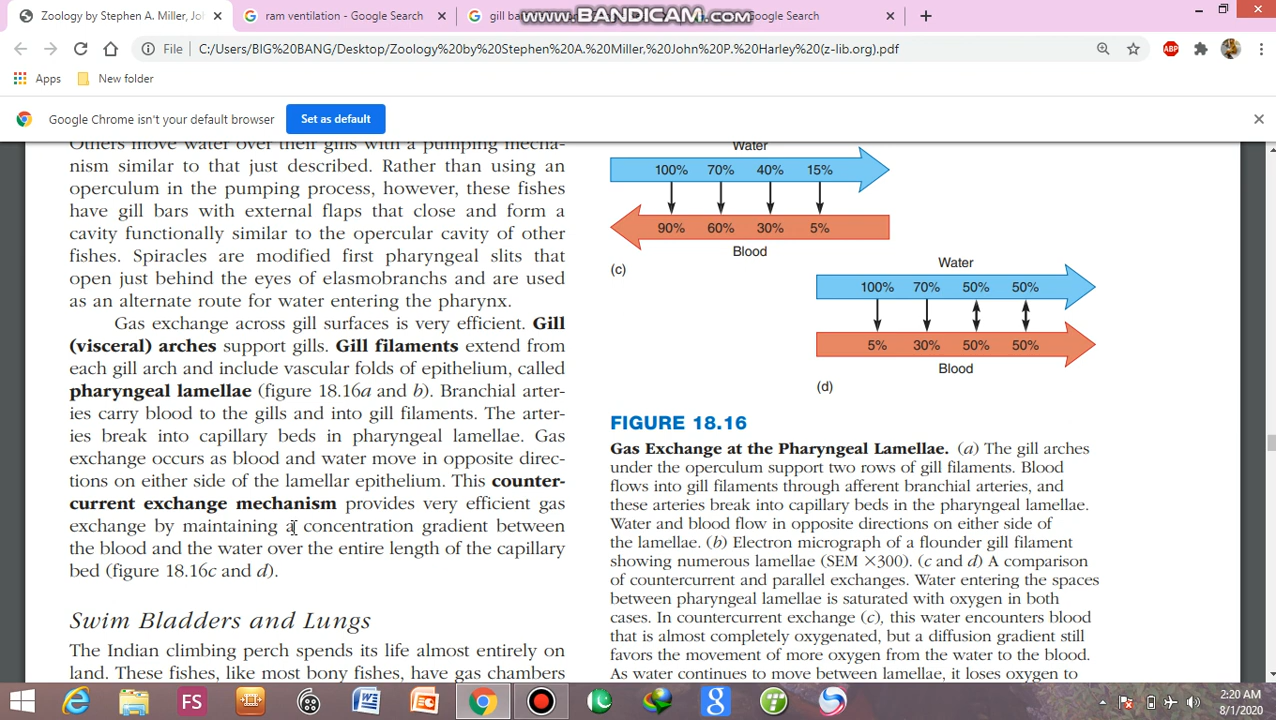 Zoology by Stephen A. Miller, Joh
ram ventilation - Google Search
gill ba
www.BANDICAM.com
Google Search
File
C:/Users/BIG%20BANG/Desktop/Zoology%20by%20Stephen%20A.%20Miller,%20John%20P.%20Harley%20(z-lib.org).pdf
ABP
Apps
New folder
Google Chrome isn't your default browser
Set as default
Others move water over their gills with a pumping mecha-
nism similar to that just described. Rather than using an
operculum in the pumping process, however, these fishes
have gill bars with external flaps that close and form a
cavity functionally similar to the opercular cavity of other
fishes. Spiracles are modified first pharyngeal slits that
open just behind the eyes of elasmobranchs and are used
as an alternate route for water entering the pharynx.
Gas exchange across gill surfaces is very efficient. Gill
(visceral) arches support gills. Gill filaments extend from
each gill arch and include vascular folds of epithelium, called
pharyngeal lamellae (figure 18.16a and b). Branchial arter-
ies carry blood to the gills and into gill filaments. The arter-
ies break into capillary beds in pharyngeal lamellae. Gas
exchange occurs as blood and water move in opposite direc-
tions on either side of the lamellar epithelium. This counter-
current exchange mechanism provides very efficient gas
exchange by maintaining a concentration gradient between
the blood and the water over the entire length of the capillary
bed (figure 18.16c and d).
Swim Bladders and Lungs
The Indian climbing perch spends its life almost entirely on
land. These fishes, like most bony fishes, have gas chambers
Water
100% 70% 40% 15%
90% 60% 30% 5%
Blood
(c)
Water
100% 70% 50% 50%
5% 30% 50% 50%
Blood
(d)
FIGURE 18.16
Gas Exchange at the Pharyngeal Lamellae. (a) The gill arches
under the operculum support two rows of gill filaments. Blood
flows into gill filaments through afferent branchial arteries, and
these arteries break into capillary beds in the pharyngeal lamellae.
Water and blood flow in opposite directions on either side of
the lamellae. (b) Electron micrograph of a flounder gill filament
showing numerous lamellae (SEM ×300). (c and d) A comparison
of countercurrent and parallel exchanges. Water entering the spaces
between pharyngeal lamellae is saturated with oxygen in both
cases. In countercurrent exchange (c), this water encounters blood
that is almost completely oxygenated, but a diffusion gradient still
favors the movement of more oxygen from the water to the blood.
As water continues to move between lamellae, it loses oxygen to
FS
2:20 AM
8/1/2020